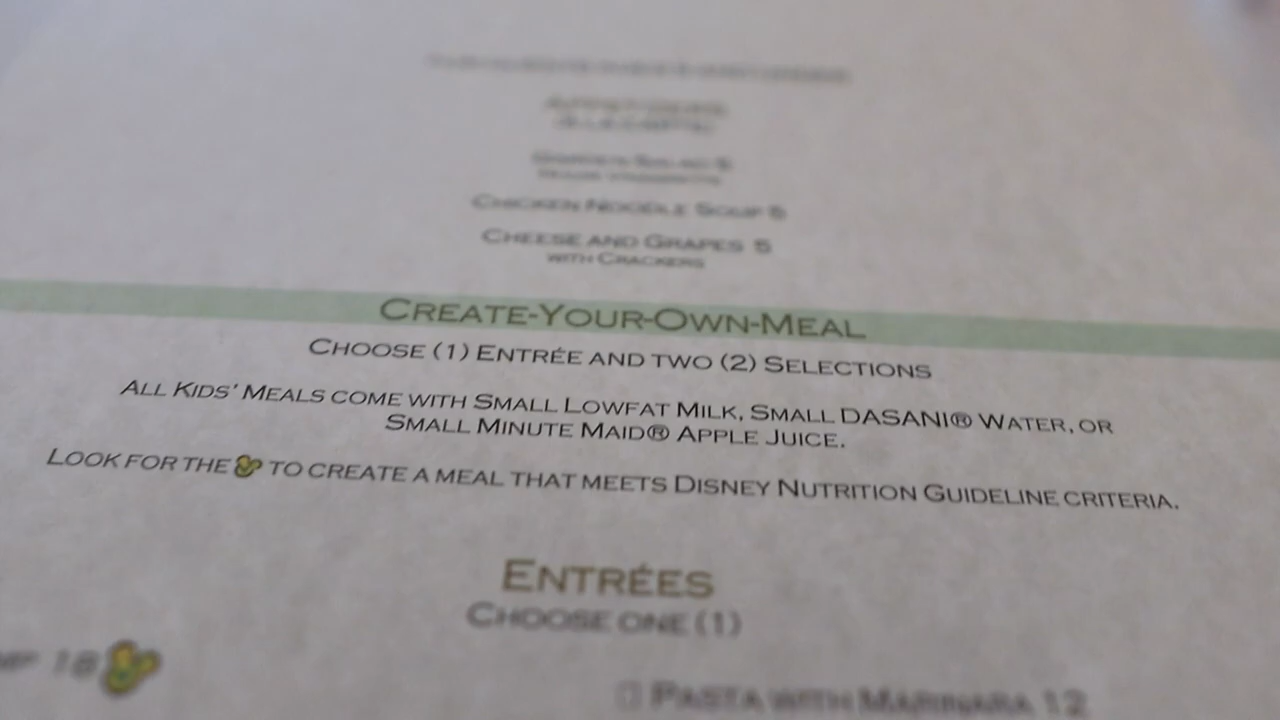 Chicken Noodle Soup 5
Cheese and Grapes 5
with Crackers
Create-Your-Own-Meal
Choose (1) Entrée and two (2) Selections
All Kids' Meals come with Small Lowfat Milk, Small DASANI® Water, or
Small Minute Maid® Apple Juice.
Look for the to create a meal that meets Disney Nutrition Guideline criteria.
Entrées
Choose one (1)
18
Pasta with Marinara 12